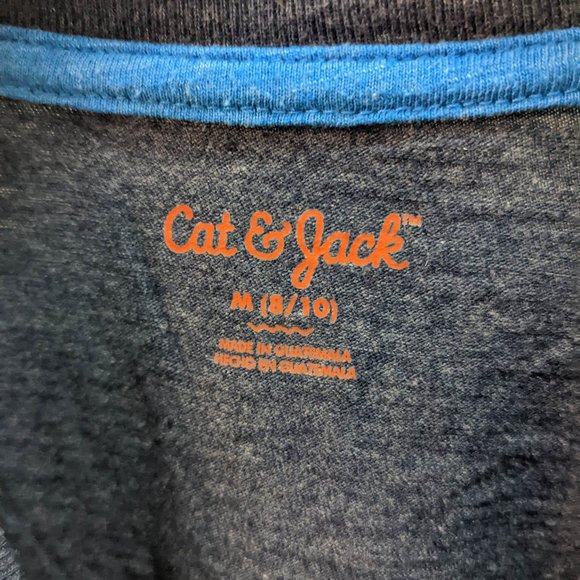 Cat & Jack™
M (8/10)
MADE IN GUATEMALA
HECHO EN GUATEMALA